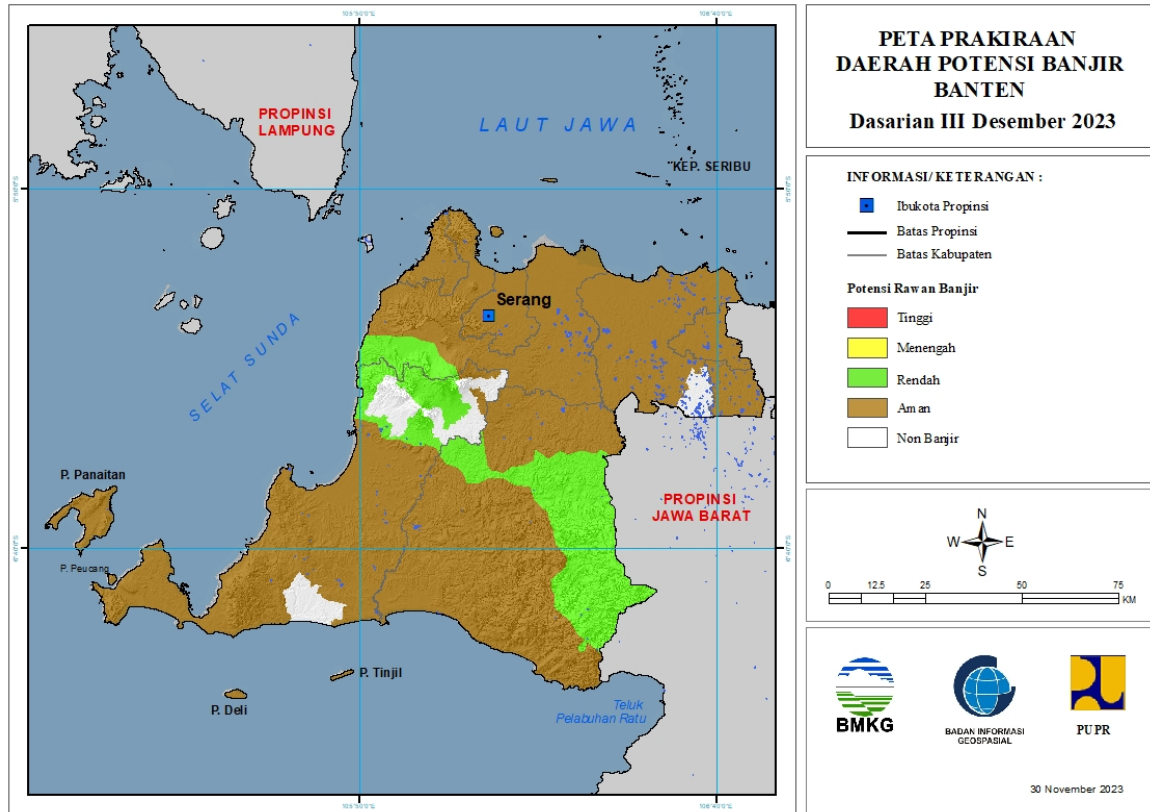 PETA PRAKIRAAN
DAERAH POTENSI BANJIR
BANTEN
Dasarian III Desember 2023
INFORMASI/ KETERANGAN :
Ibukota Propinsi
Batas Propinsi
Batas Kabupaten
Potensi Rawan Banjir
Tinggi
Menengah
Rendah
Aman
Non Banjir
N
W E
S
0 12.5 25 50 75
KM
BMKG
BADAN INFORMASI
GEOSPASIAL
PUPR
30 November 2023
PROPINSI
LAMPUNG
LAUT JAWA
KEP. SERIBU
Serang
SELAT SUNDA
P. Panaitan
P. Peucang
PROPINSI
JAWA BARAT
P. Tinjil
P. Deli
Teluk
Pelabuhan Ratu